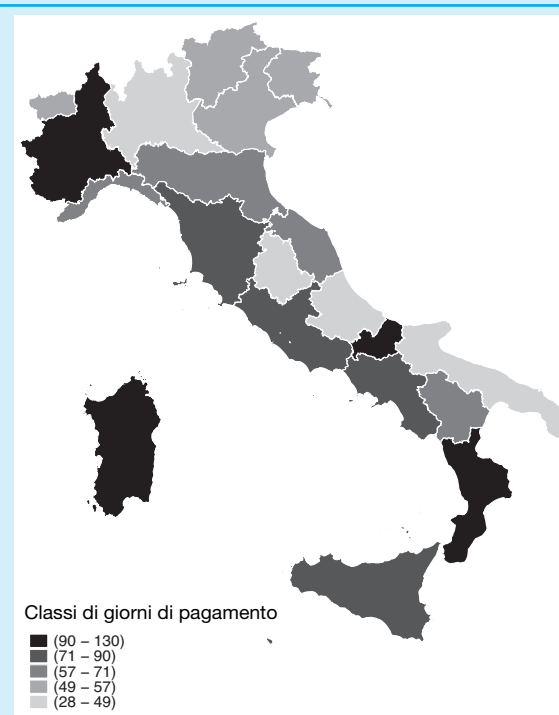 Classi di giorni di pagamento
(90 – 130)
(71 – 90)
(57 – 71)
(49 – 57)
(28 – 49)